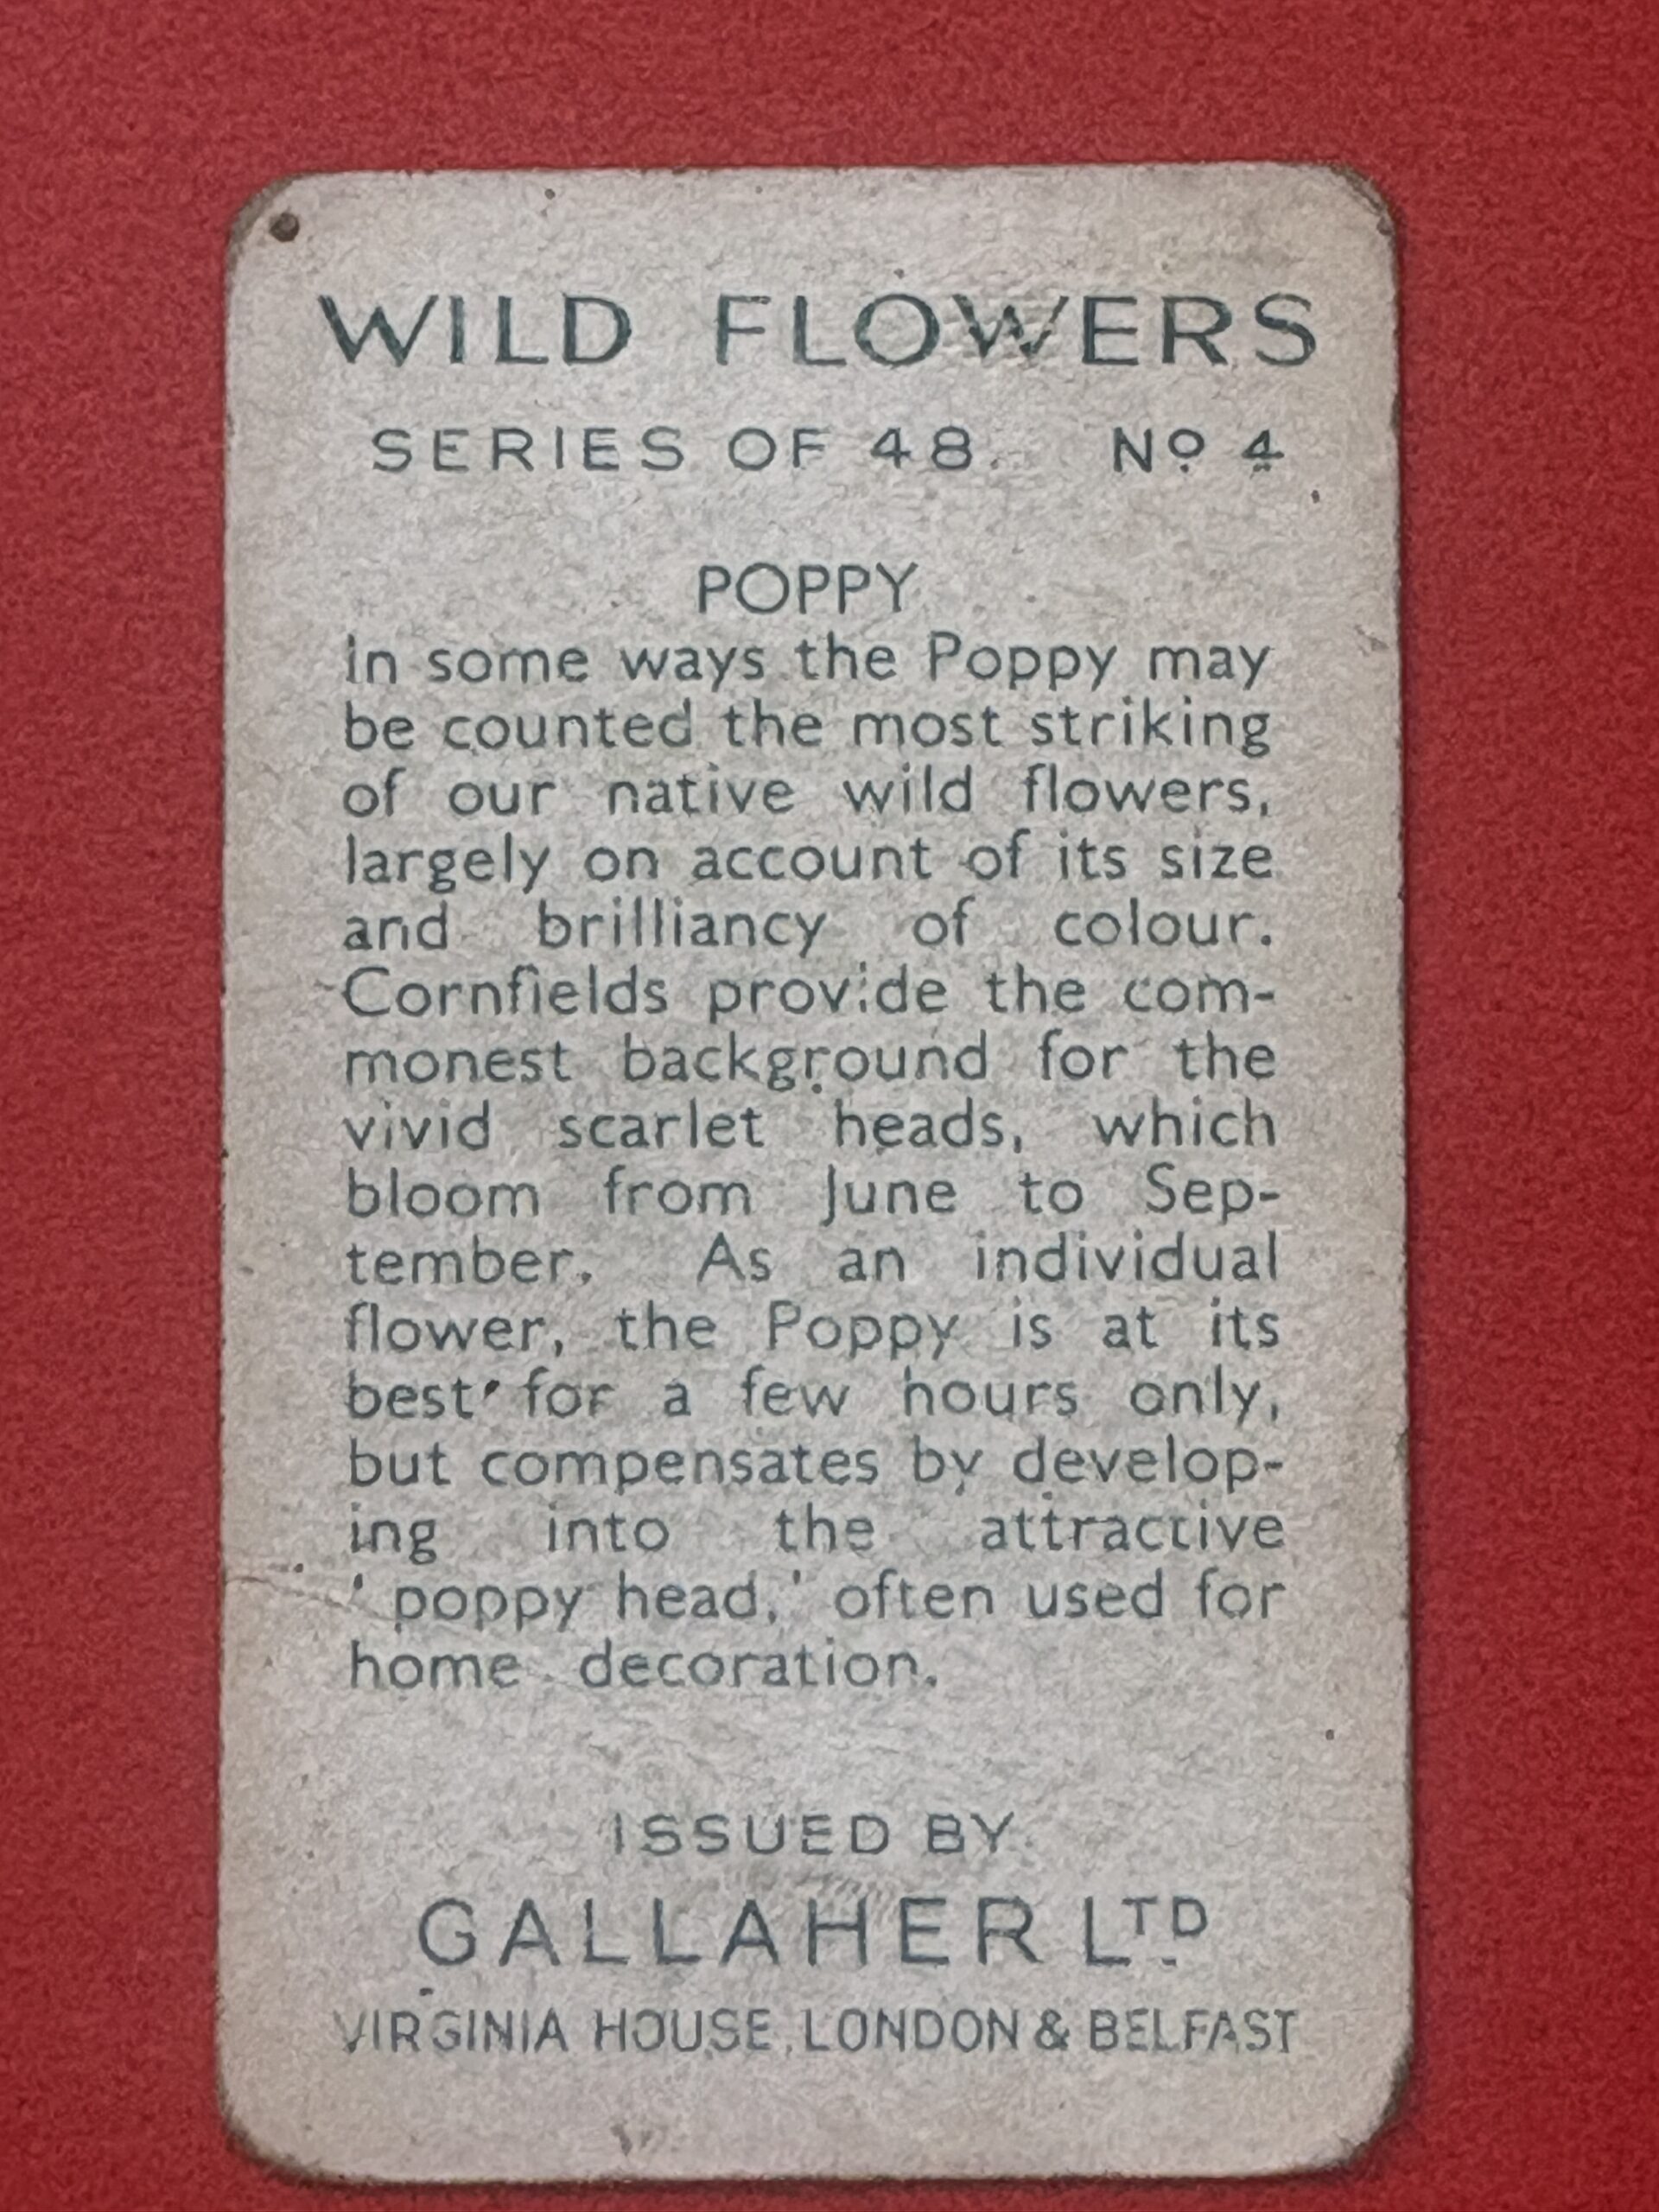 WILD FLOWERS
SERIES OF 48. Nº 4
POPPY
In some ways the Poppy may
be counted the most striking
of our native wild flowers,
largely on account of its size
and brilliancy of colour.
Cornfields provide the com-
monest background for the
vivid scarlet heads, which
bloom from June to Sep-
tember. As an individual
flower, the Poppy is at its
best for a few hours only,
but compensates by develop-
ing into the attractive
' poppy head,' often used for
home decoration.
ISSUED BY
GALLAHER LTD
VIRGINIA HOUSE, LONDON & BELFAST